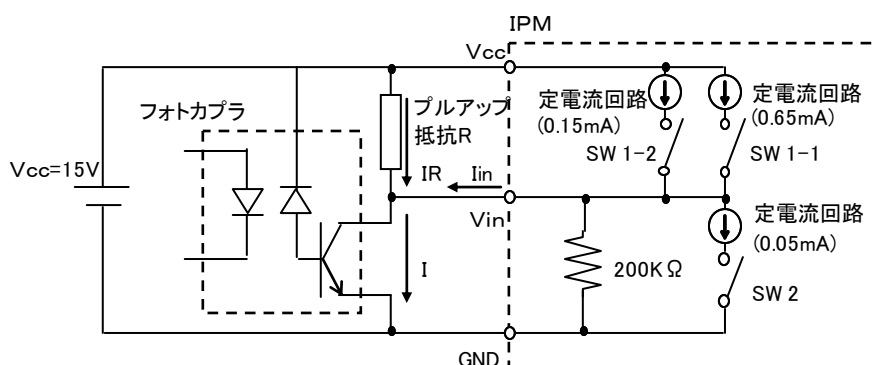 IPM
Vcc
フォトカプラ
プルアップ
抵抗R
定電流回路
(0.15mA)
定電流回路
(0.65mA)
SW 1-2
SW 1-1
Vcc=15V
IR
Iin
Vin
I
200KΩ
定電流回路
(0.05mA)
SW 2
GND